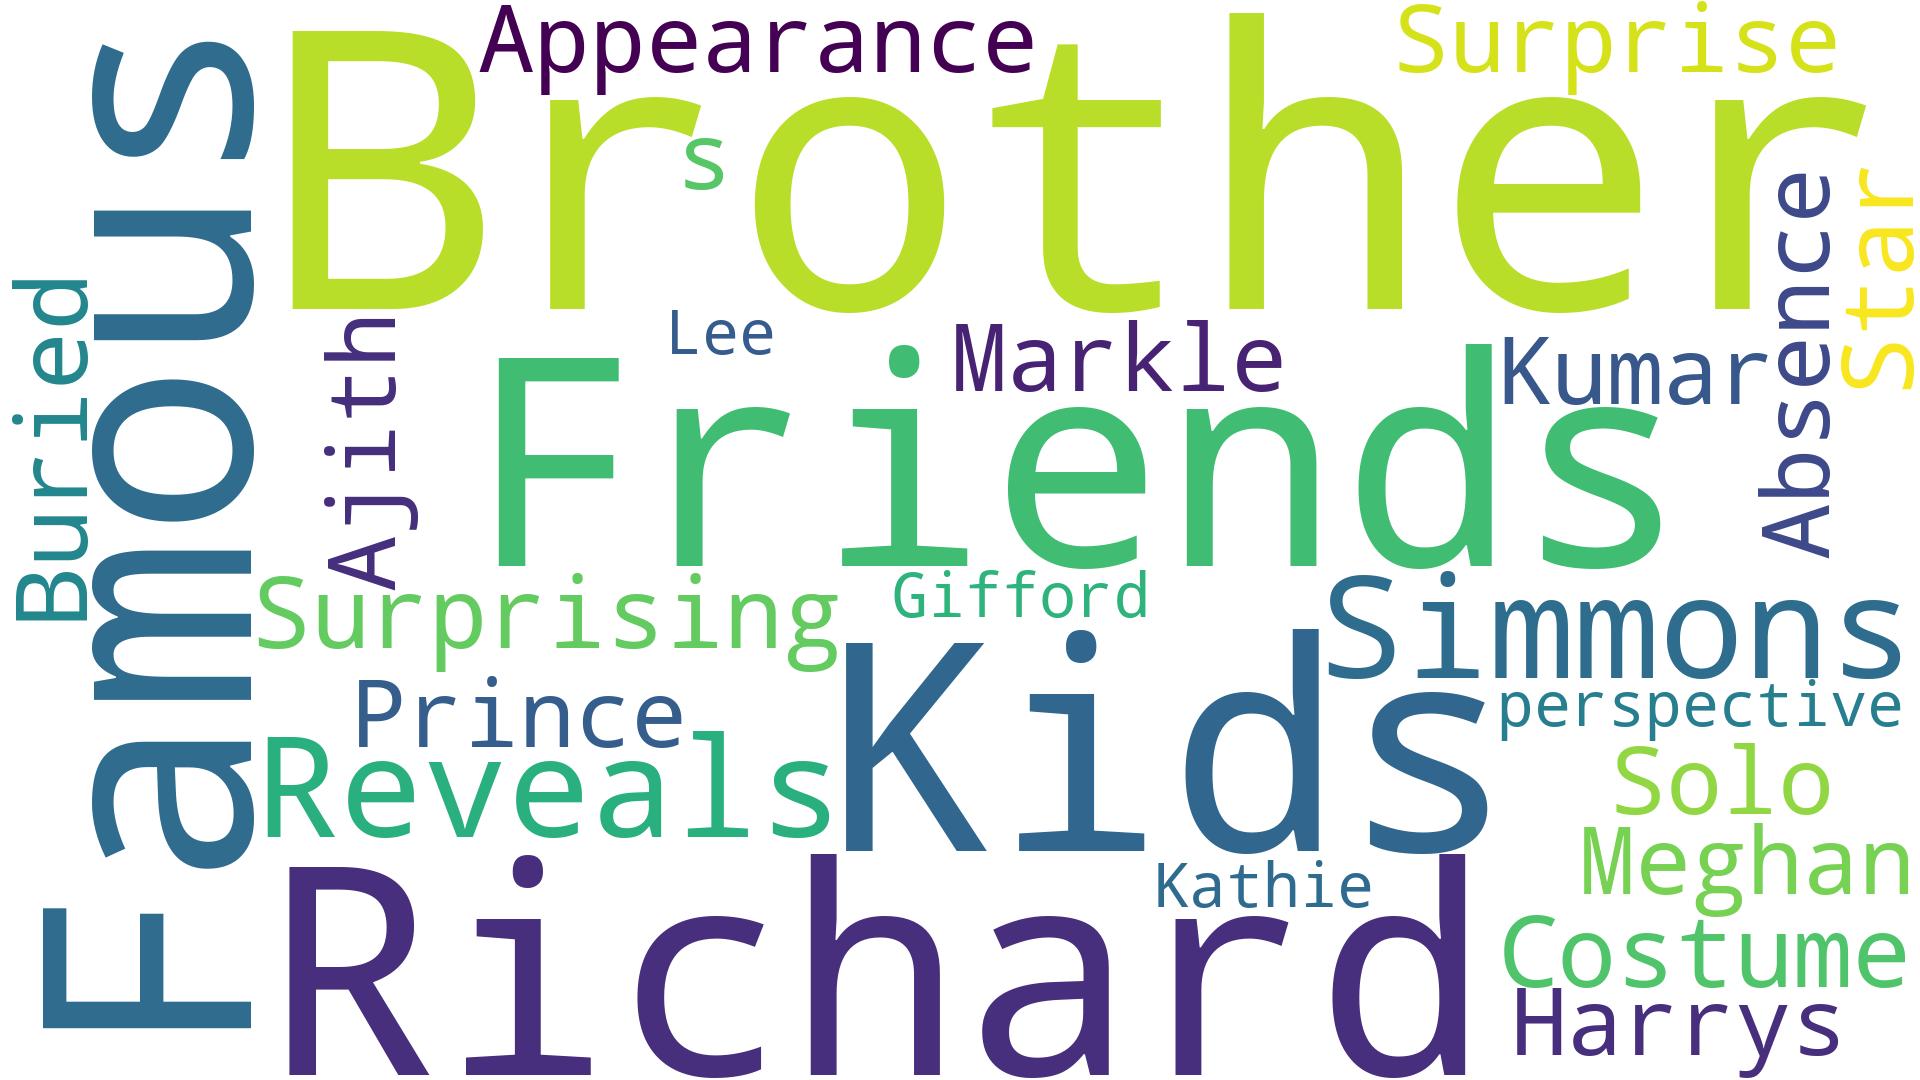 Appearance
Surprise
Brother
s
Famous
Absence
Star
Buried
Ajith
Lee
Markle
Kumar
Friends
Surprising
Gifford
Simmons
Prince
Kids
perspective
Reveals
Solo
Meghan
Richard
Kathie
Costume
Harrys